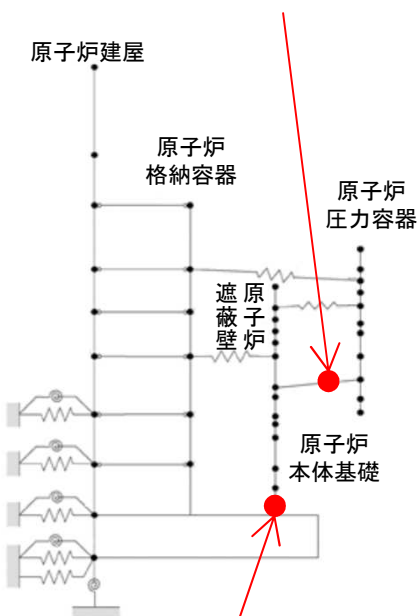 原子炉建屋
原子炉
格納容器
原子炉
圧力容器
原子炉
遮蔽壁
原子炉
本体基礎